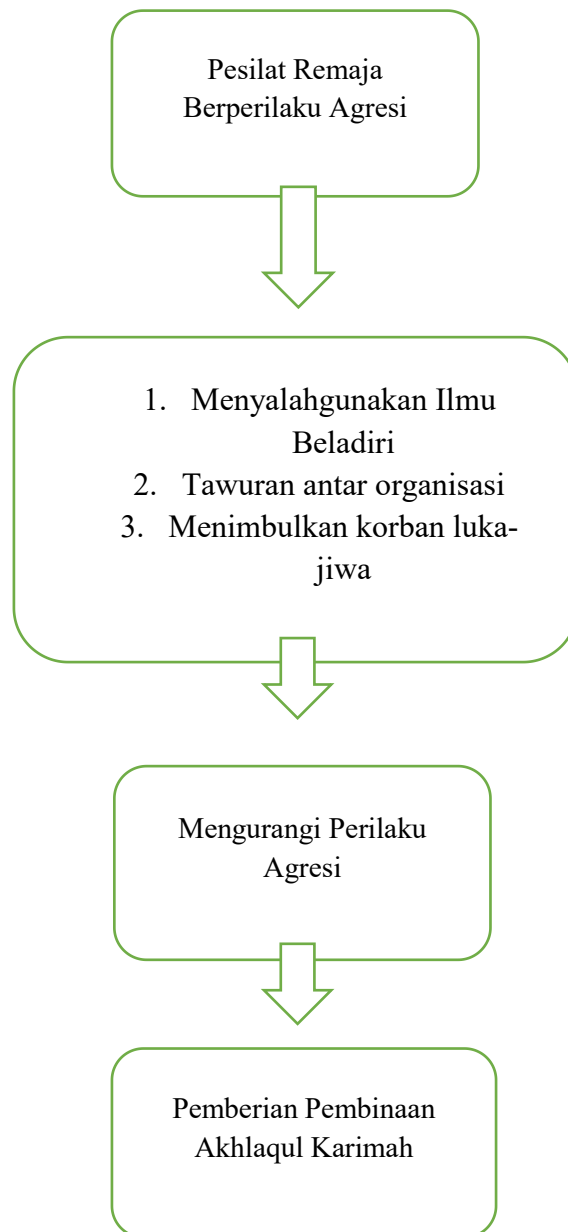 Pesilat Remaja
Berperilaku Agresi
1. Menyalahgunakan Ilmu
Beladiri
2. Tawuran antar organisasi
3. Menimbulkan korban luka-
jiwa
Mengurangi Perilaku
Agresi
Pemberian Pembinaan
Akhlaqul Karimah